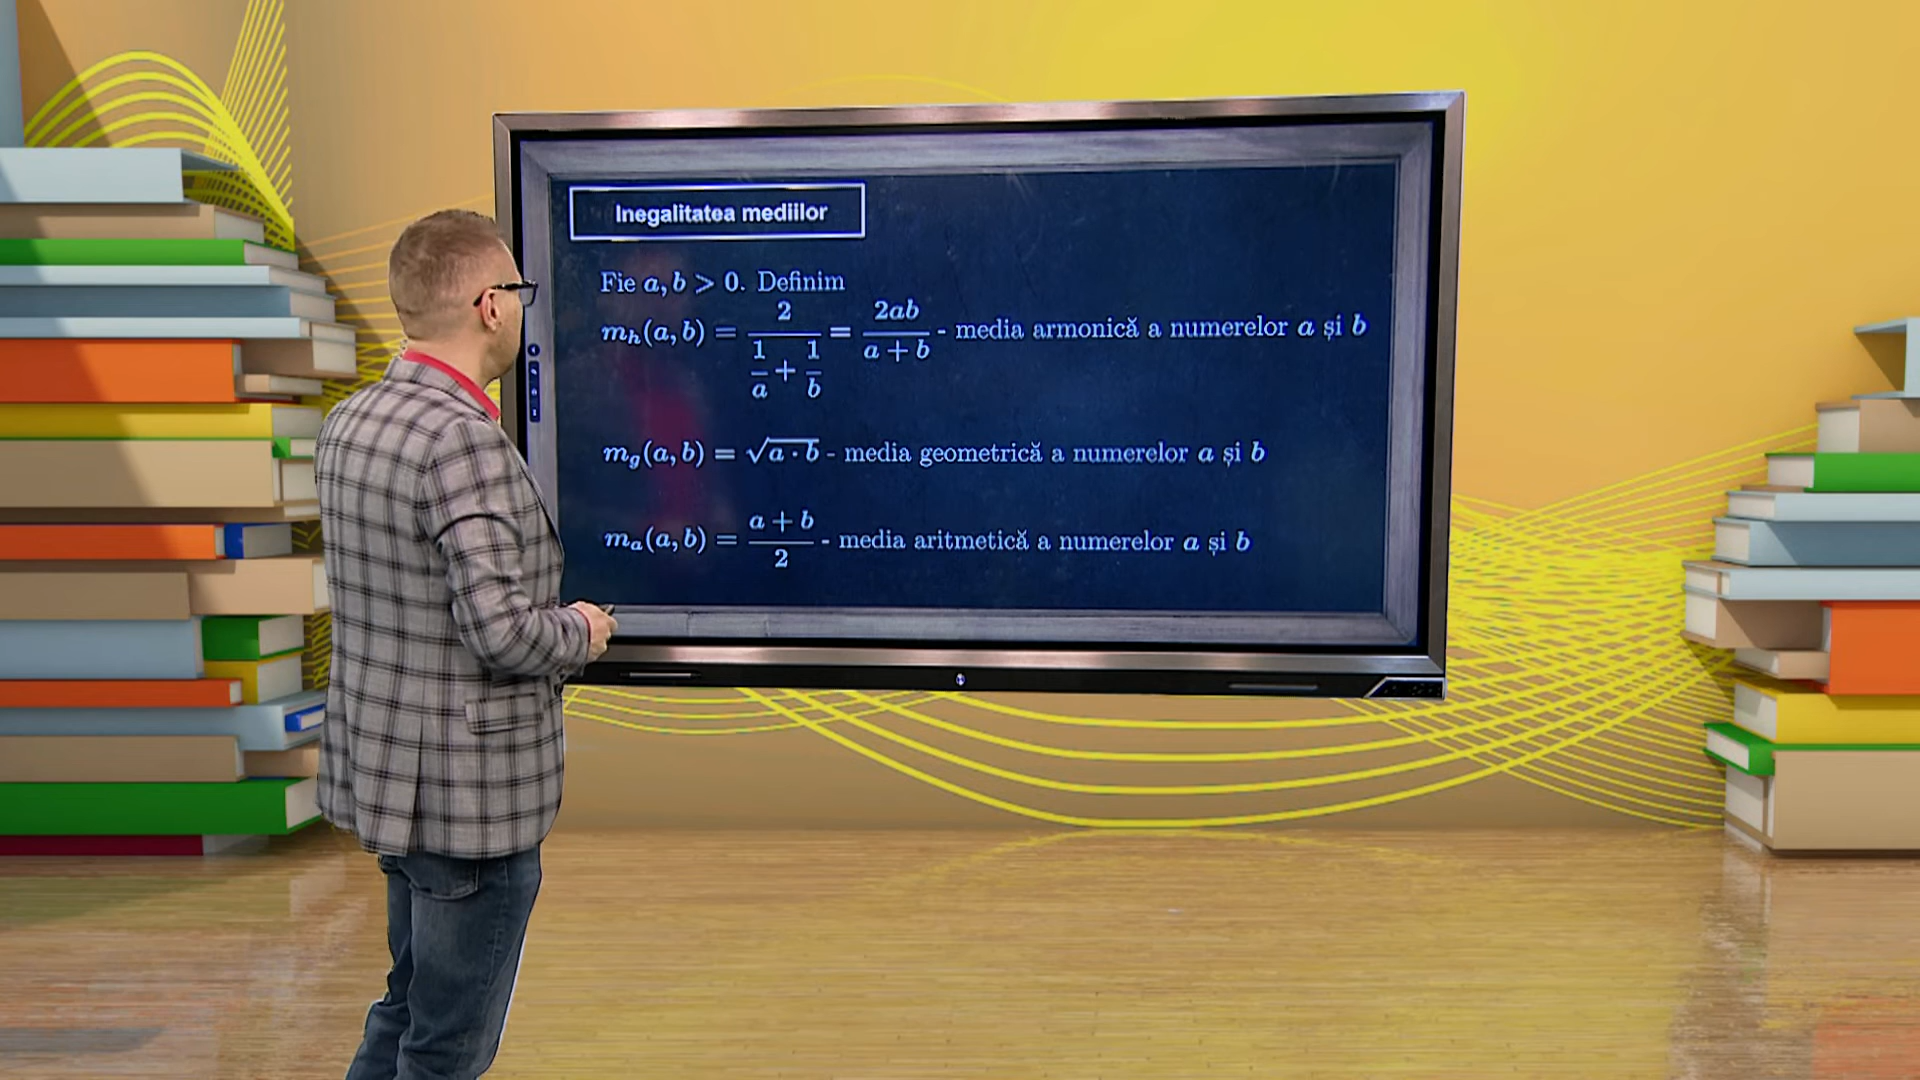 Inegalitatea mediilor
Fie a, b > 0. Definim
m_h(a, b) = 2/(1/a + 1/b) = 2ab/(a + b) - media armonică a numerelor a și b
m_g(a, b) = √(a · b) - media geometrică a numerelor a și b
m_a(a, b) = (a + b)/2 - media aritmetică a numerelor a și b